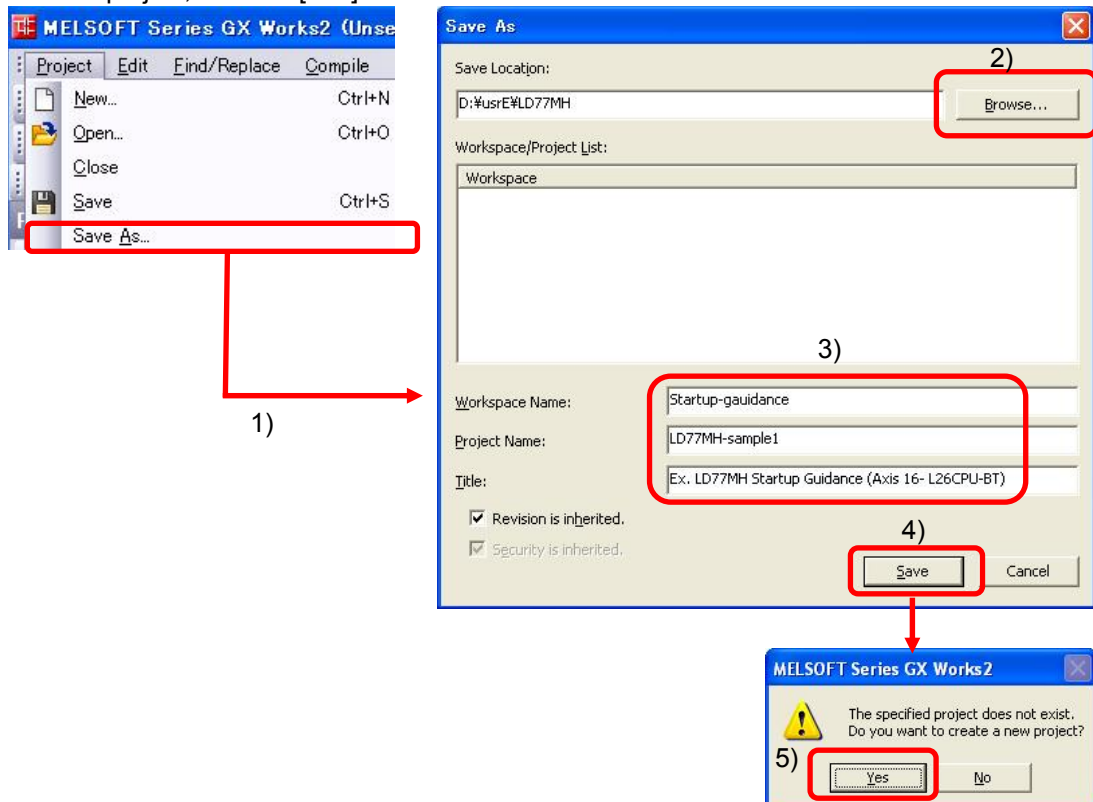 MELSOFT Series GX Works2 (Unse
Project Edit Find/Replace Compile
New... Ctrl+N
Open... Ctrl+O
Close
Save Ctrl+S
Save As...
1)
Save As
2)
Save Location:
D:¥usrE¥LD77MH
Browse...
Workspace/Project List:
Workspace
3)
Workspace Name: Startup-gauidance
Project Name: LD77MH-sample1
Title: Ex. LD77MH Startup Guidance (Axis 16- L26CPU-BT)
Revision is inherited.
Security is inherited.
4)
Save Cancel
MELSOFT Series GX Works2
The specified project does not exist.
Do you want to create a new project?
5)
Yes No